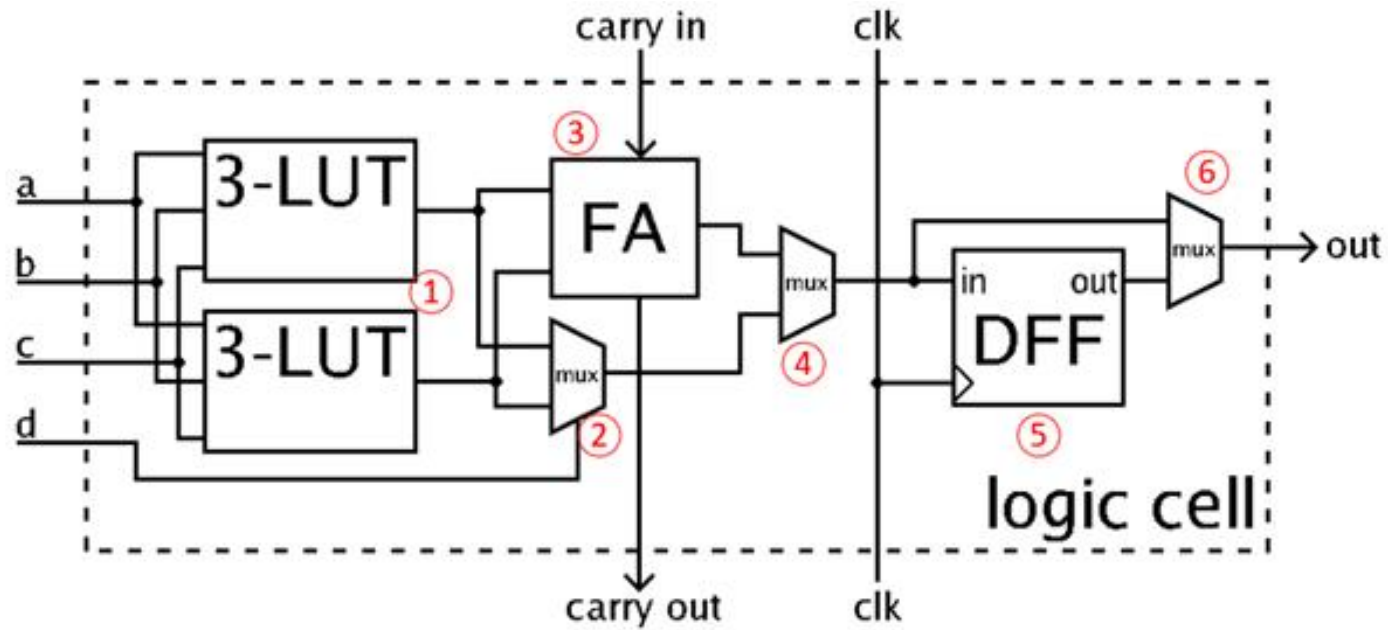 carry in
clk
③
3-LUT
FA
⑥
a
mux
out
b
①
mux
in
out
3-LUT
DFF
c
mux
④
d
②
⑤
logic cell
carry out
clk